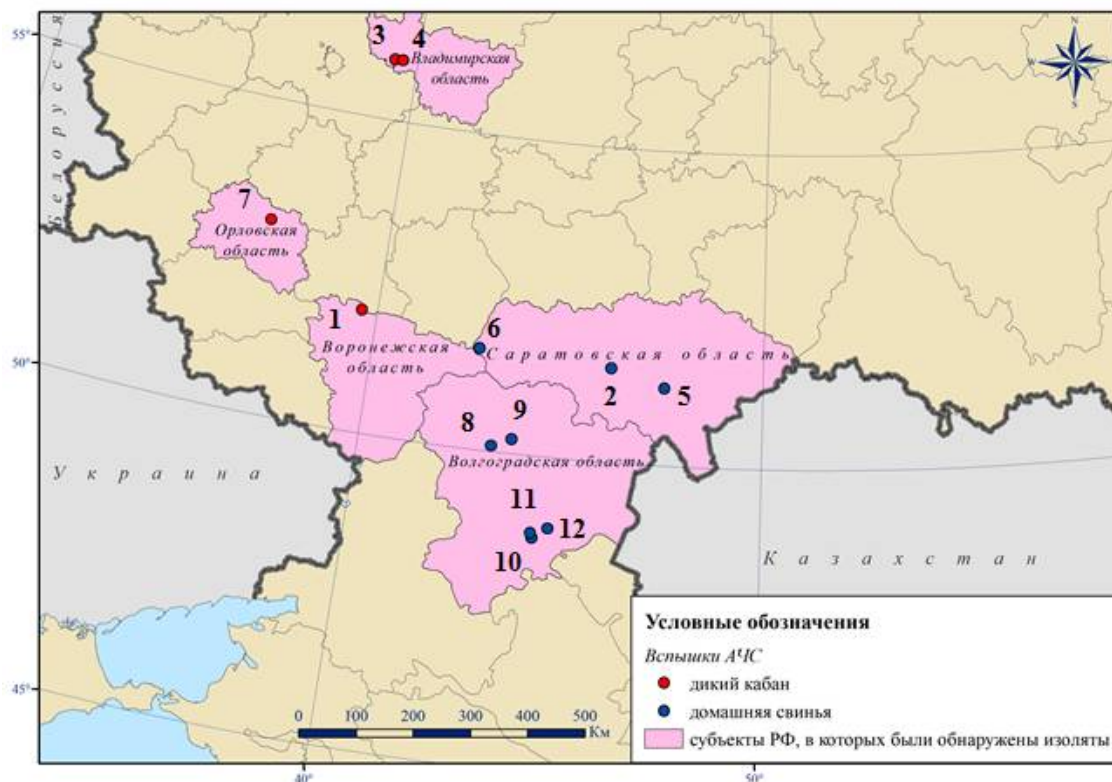 55°
3
4
Владимирская
область
N
W
E
S
Белоруссия
7
Орловская
область
1
6
Воронежская
область
Саратовская область
50°
2
5
8
9
Волгоградская область
Украина
11
12
10
Казахстан
Условные обозначения
Вспышки АЧС
дикий кабан
домашняя свинья
субъекты РФ, в которых были обнаружены изоляты
45°
0 100 200 300 400 500
Км
40°
50°